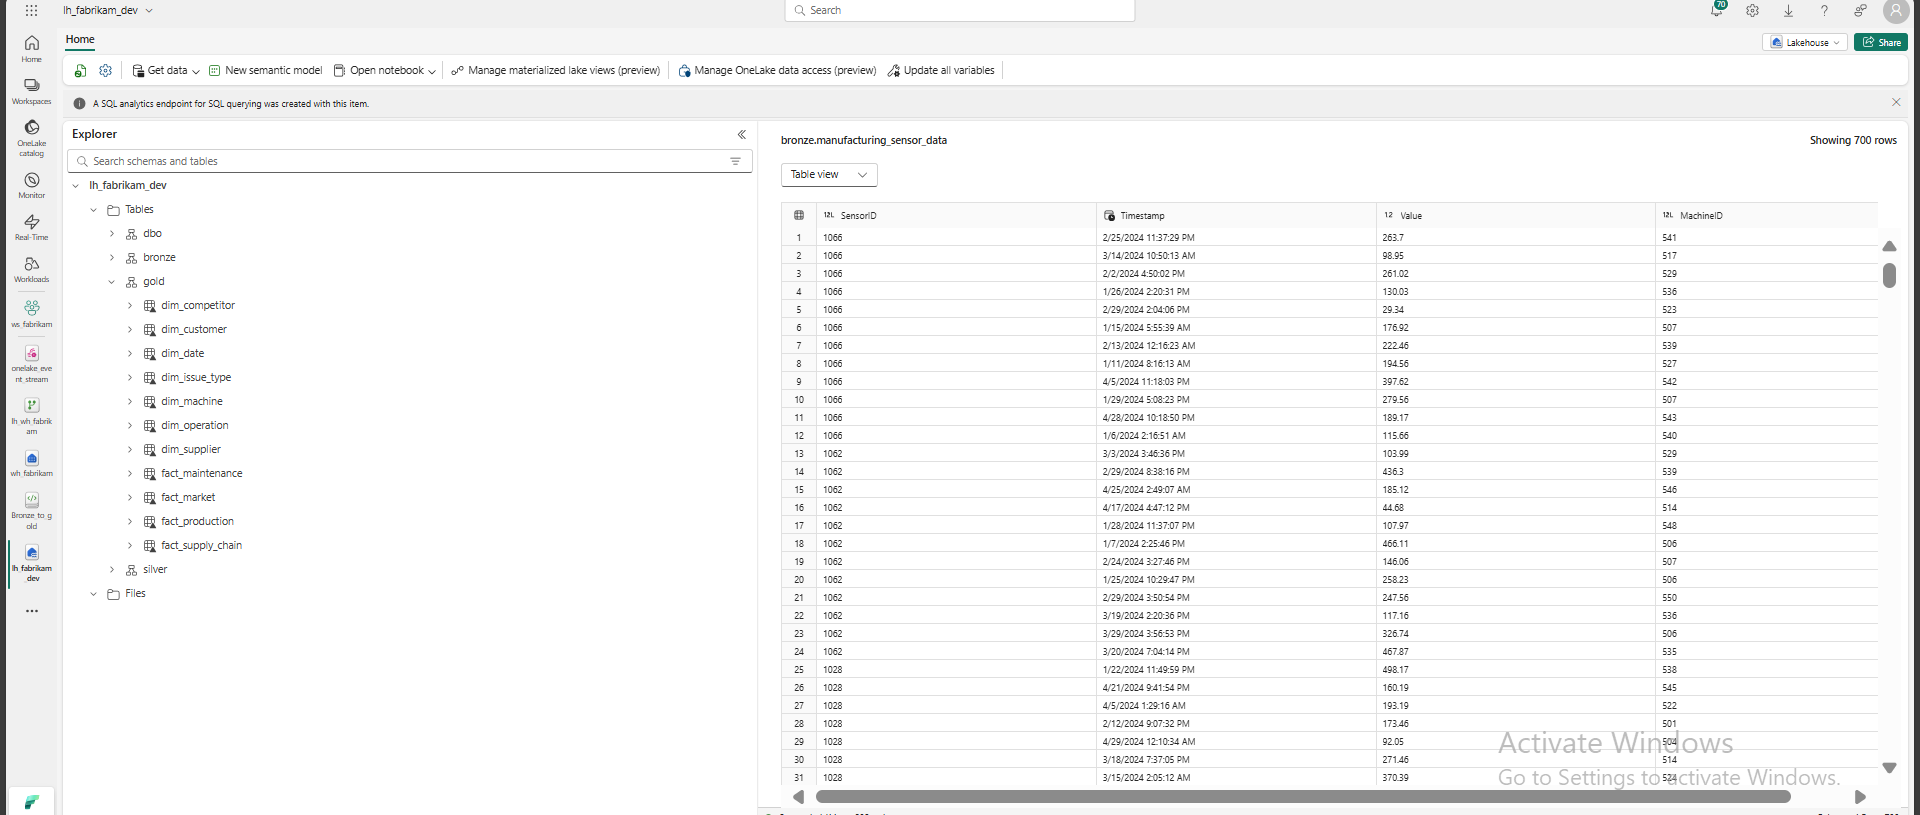 lh_fabrikam_dev
Search
70
A
Home
Home
Lakehouse
Share
Get data
New semantic model
Open notebook
Manage materialized lake views (preview)
Manage OneLake data access (preview)
Update all variables
Workspaces
A SQL analytics endpoint for SQL querying was created with this item.
OneLake
catalog
Monitor
Real-Time
Workloads
ws_fabrikam
onelake_eve
nt_stream
lh_wh_fabrik
am
wh_fabrikam
Bronze_to_g
old
lh_fabrikam
_dev
Explorer
Search schemas and tables
lh_fabrikam_dev
Tables
dbo
bronze
gold
dim_competitor
dim_customer
dim_date
dim_issue_type
dim_machine
dim_operation
dim_supplier
fact_maintenance
fact_market
fact_production
fact_supply_chain
silver
Files
bronze.manufacturing_sensor_data
Showing 700 rows
Table view
12L SensorID Timestamp 12 Value 12L MachineID
1 1066 2/25/2024 11:37:29 PM 263.7 541
2 1066 3/14/2024 10:50:13 AM 98.95 517
3 1066 2/2/2024 4:50:02 PM 261.02 529
4 1066 1/26/2024 2:20:31 PM 130.03 536
5 1066 2/29/2024 2:04:06 PM 29.34 523
6 1066 1/15/2024 5:55:39 AM 176.92 507
7 1066 2/13/2024 12:16:23 AM 222.46 539
8 1066 1/11/2024 8:16:13 AM 194.56 527
9 1066 4/5/2024 11:18:03 PM 397.62 542
10 1066 1/29/2024 5:08:23 PM 279.56 507
11 1066 4/28/2024 10:18:50 PM 189.17 543
12 1066 1/6/2024 2:16:51 AM 115.66 540
13 1062 3/3/2024 3:46:36 PM 103.99 529
14 1062 2/29/2024 8:38:16 PM 436.3 539
15 1062 4/25/2024 2:49:07 AM 185.12 546
16 1062 4/17/2024 4:47:12 PM 44.68 514
17 1062 1/28/2024 11:37:07 PM 107.97 548
18 1062 1/7/2024 2:25:46 PM 466.11 506
19 1062 2/24/2024 3:27:46 PM 146.06 507
20 1062 1/25/2024 10:29:47 PM 258.23 506
21 1062 2/29/2024 3:50:54 PM 247.56 550
22 1062 3/19/2024 2:20:36 PM 117.16 536
23 1062 3/29/2024 3:56:53 PM 326.74 506
24 1062 3/20/2024 7:04:14 PM 467.87 535
25 1028 1/22/2024 11:49:59 PM 498.17 538
26 1028 4/21/2024 9:41:54 PM 160.19 545
27 1028 4/5/2024 1:29:16 AM 193.19 522
28 1028 2/12/2024 9:07:32 PM 173.46 501
29 1028 4/29/2024 12:10:34 AM 92.05 504
30 1028 3/18/2024 7:37:05 PM 271.46 514
31 1028 3/15/2024 2:05:12 AM 370.39 524
Activate Windows
Go to Settings to activate Windows.